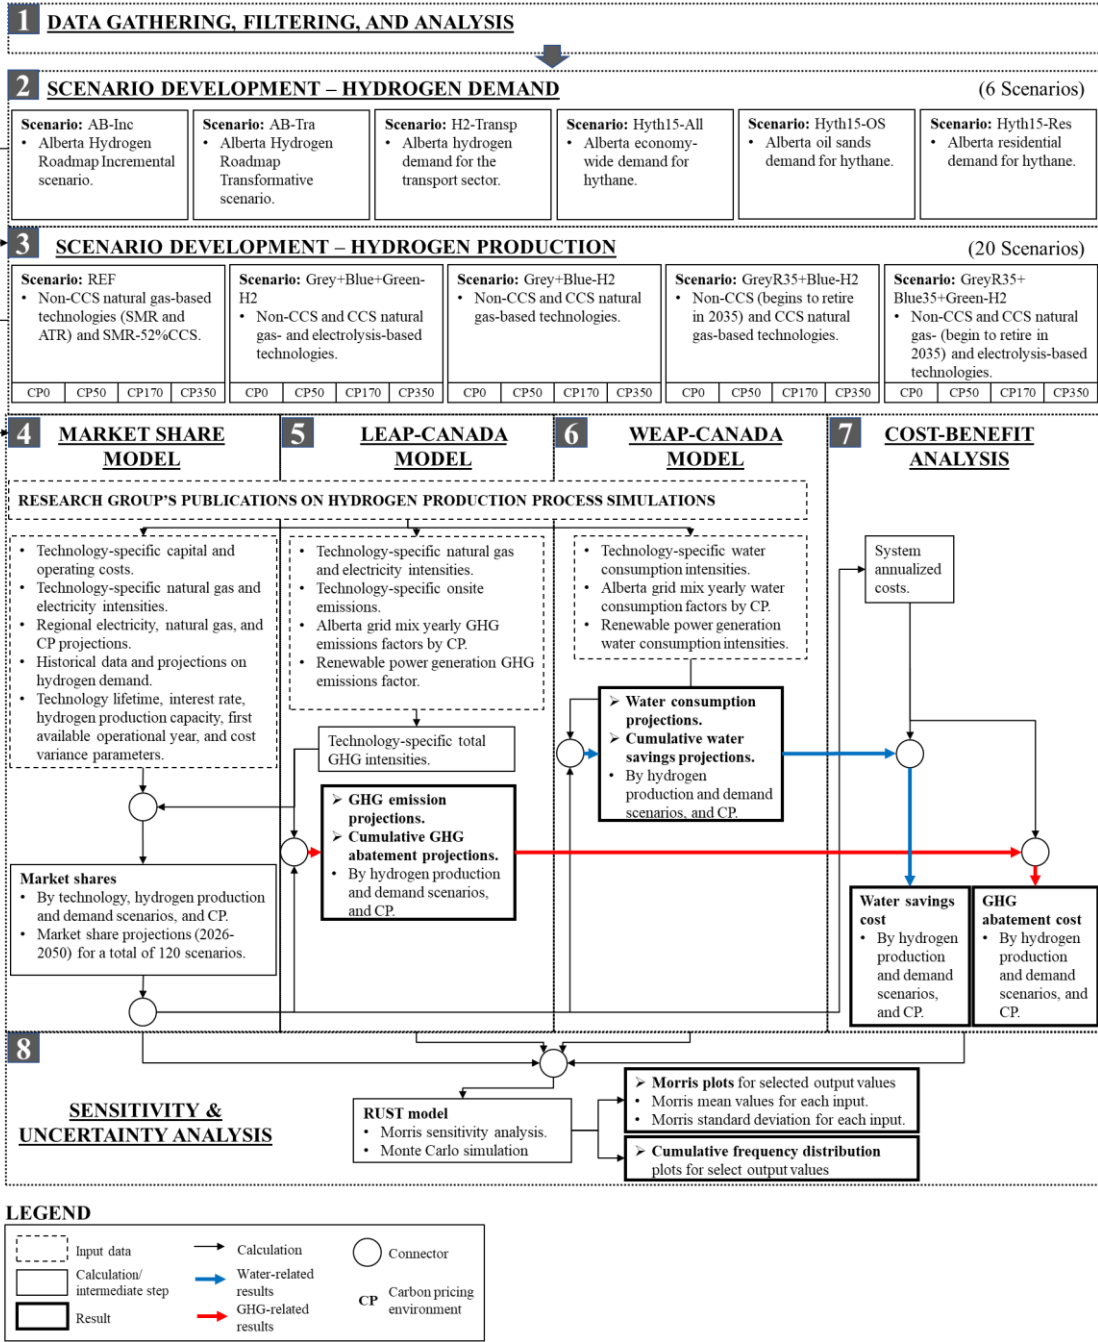 1 DATA GATHERING, FILTERING, AND ANALYSIS
2 SCENARIO DEVELOPMENT – HYDROGEN DEMAND (6 Scenarios)
Scenario: AB-Inc
• Alberta Hydrogen
Roadmap Incremental
scenario.
Scenario: AB-Tra
• Alberta Hydrogen
Roadmap
Transformative
scenario.
Scenario: H2-Transp
• Alberta hydrogen
demand for the
transport sector.
Scenario: Hyth15-All
• Alberta economy-
wide demand for
hythane.
Scenario: Hyth15-OS
• Alberta oil sands
demand for hythane.
Scenario: Hyth15-Res
• Alberta residential
demand for hythane.
3 SCENARIO DEVELOPMENT – HYDROGEN PRODUCTION (20 Scenarios)
Scenario: REF
• Non-CCS natural gas-based
technologies (SMR and
ATR) and SMR-52%CCS.
CP0 CP50 CP170 CP350
Scenario: Grey+Blue+Green-
H2
• Non-CCS and CCS natural
gas- and electrolysis-based
technologies.
CP0 CP50 CP170 CP350
Scenario: Grey+Blue-H2
• Non-CCS and CCS natural
gas-based technologies.
CP0 CP50 CP170 CP350
Scenario: GreyR35+Blue-H2
• Non-CCS (begins to retire
in 2035) and CCS natural
gas-based technologies.
CP0 CP50 CP170 CP350
Scenario: GreyR35+
Blue35+Green-H2
• Non-CCS and CCS natural
gas- (begin to retire in
2035) and electrolysis-based
technologies.
CP0 CP50 CP170 CP350
4 MARKET SHARE
MODEL
5 LEAP-CANADA
MODEL
6 WEAP-CANADA
MODEL
7 COST-BENEFIT
ANALYSIS
RESEARCH GROUP'S PUBLICATIONS ON HYDROGEN PRODUCTION PROCESS SIMULATIONS
• Technology-specific capital and
operating costs.
• Technology-specific natural gas and
electricity intensities.
• Regional electricity, natural gas, and
CP projections.
• Historical data and projections on
hydrogen demand.
• Technology lifetime, interest rate,
hydrogen production capacity, first
available operational year, and cost
variance parameters.
Market shares
• By technology, hydrogen production
and demand scenarios, and CP.
• Market share projections (2026-
2050) for a total of 120 scenarios.
• Technology-specific natural gas
and electricity intensities.
• Technology-specific onsite
emissions.
• Alberta grid mix yearly GHG
emissions factors by CP.
• Renewable power generation GHG
emissions factor.
Technology-specific total
GHG intensities.
➢ GHG emission
projections.
➢ Cumulative GHG
abatement projections.
• By hydrogen production
and demand scenarios,
and CP.
• Technology-specific water
consumption intensities.
• Alberta grid mix yearly water
consumption factors by CP.
• Renewable power generation
water consumption intensities.
➢ Water consumption
projections.
➢ Cumulative water
savings projections.
• By hydrogen
production and demand
scenarios, and CP.
System
annualized
costs.
Water savings
cost
• By hydrogen
production
and demand
scenarios,
and CP.
GHG
abatement cost
• By hydrogen
production
and demand
scenarios, and
CP.
8
SENSITIVITY &
UNCERTAINTY ANALYSIS
RUST model
• Morris sensitivity analysis.
• Monte Carlo simulation
➢ Morris plots for selected output values
• Morris mean values for each input.
• Morris standard deviation for each input.
➢ Cumulative frequency distribution
plots for select output values
LEGEND
Input data
Calculation/
intermediate step
Result
Calculation
Water-related
results
GHG-related
results
Connector
CP Carbon pricing
environment